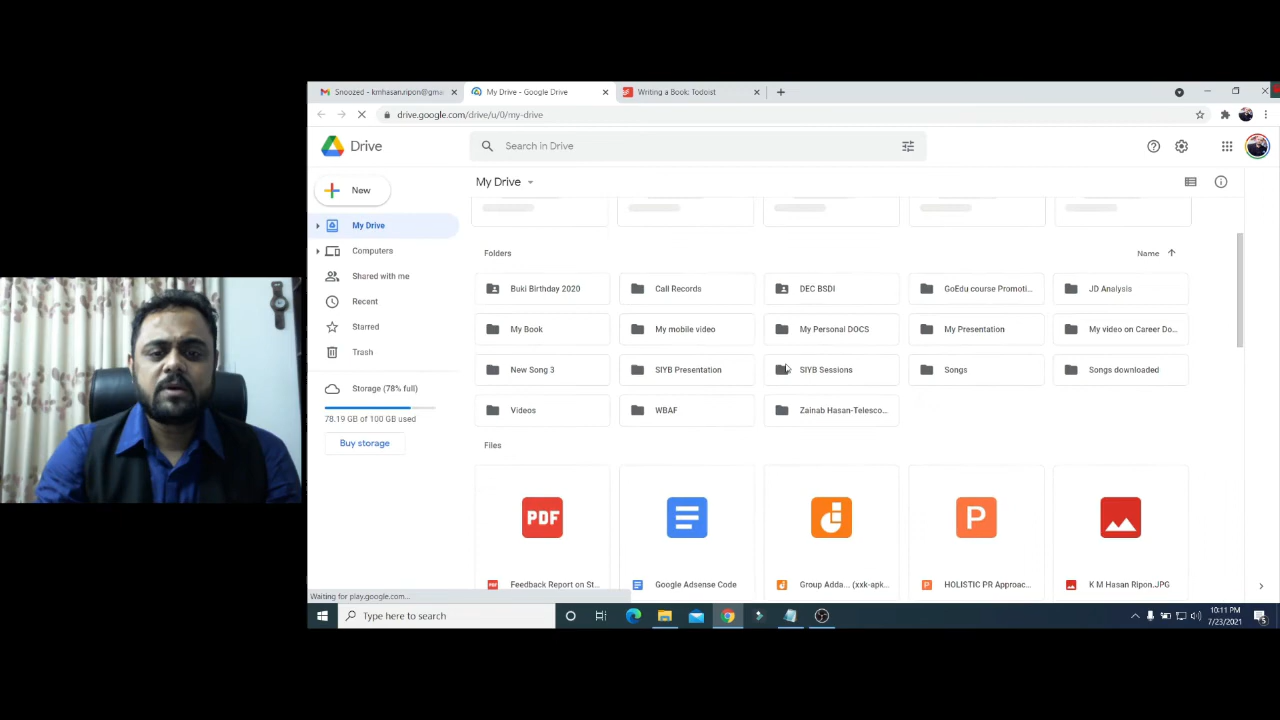 Snoozed - kmhasan.ripon@gma
My Drive - Google Drive
Writing a Book: Todoist
drive.google.com/drive/u/0/my-drive
Drive
Search in Drive
New
My Drive
My Drive
Computers
Shared with me
Recent
Starred
Trash
Storage (78% full)
78.19 GB of 100 GB used
Buy storage
Folders
Name
Buki Birthday 2020
Call Records
DEC BSDI
GoEdu course Promoti...
JD Analysis
My Book
My mobile video
My Personal DOCS
My Presentation
My video on Career Do...
New Song 3
SIYB Presentation
SIYB Sessions
Songs
Songs downloaded
Videos
WBAF
Zainab Hasan-Telesco...
Files
PDF
P
PDF
Feedback Report on St...
Google Adsense Code
Group Adda... (xxk-apk...
P
HOLISTIC PR Approac...
K M Hasan Ripon.JPG
Waiting for play.google.com...
Type here to search
10:11 PM
7/23/2021
5